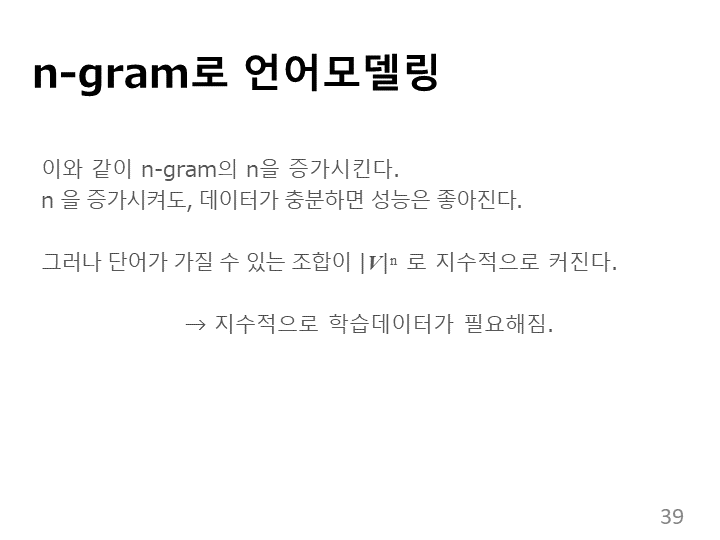 n-gram로 언어모델링
이와 같이 n-gram의 n을 증가시킨다.
n 을 증가시켜도, 데이터가 충분하면 성능은 좋아진다.
그러나 단어가 가질 수 있는 조합이 |V|ⁿ 로 지수적으로 커진다.
→ 지수적으로 학습데이터가 필요해짐.
39